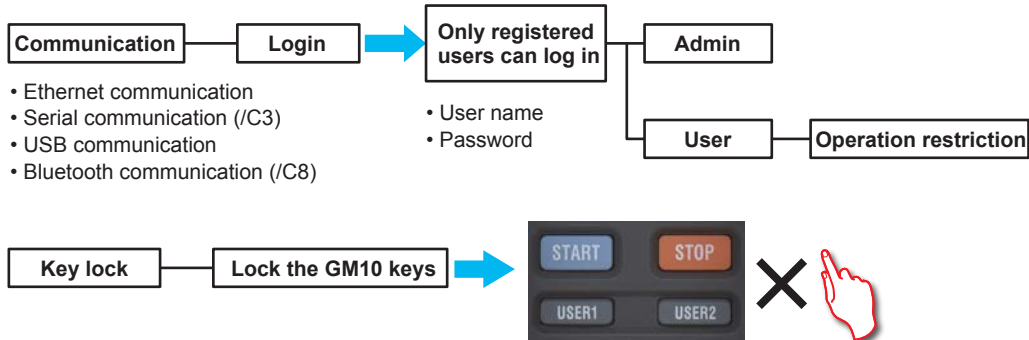 Communication
Login
Only registered
users can log in
Admin
• Ethernet communication
• Serial communication (/C3)
• USB communication
• Bluetooth communication (/C8)
• User name
• Password
User
Operation restriction
Key lock
Lock the GM10 keys
START
STOP
USER1
USER2